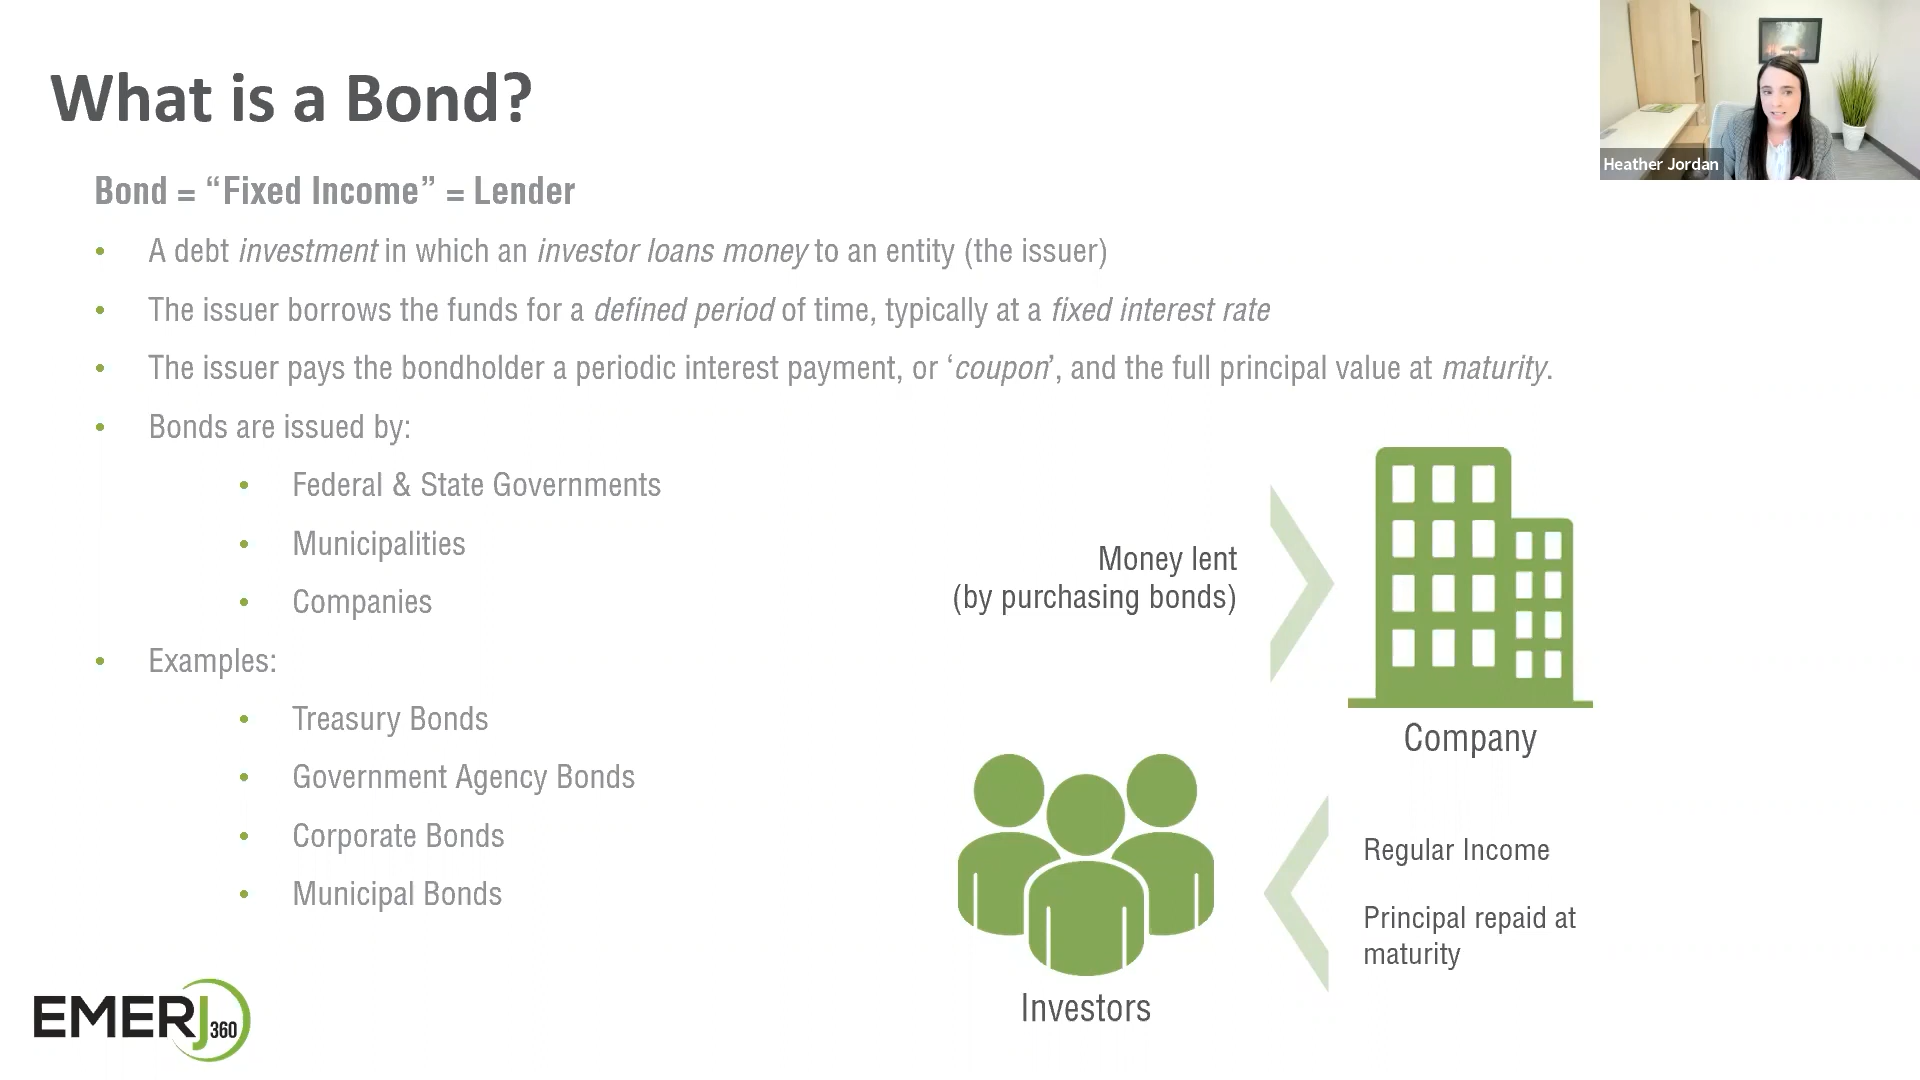 What is a Bond?
Heather Jordan
Bond = “Fixed Income” = Lender
• A debt investment in which an investor loans money to an entity (the issuer)
• The issuer borrows the funds for a defined period of time, typically at a fixed interest rate
• The issuer pays the bondholder a periodic interest payment, or ‘coupon’, and the full principal value at maturity.
• Bonds are issued by:
• Federal & State Governments
• Municipalities
• Companies
• Examples:
• Treasury Bonds
• Government Agency Bonds
• Corporate Bonds
• Municipal Bonds
Money lent
(by purchasing bonds)
Company
Regular Income
Principal repaid at
maturity
Investors
EMERJ360